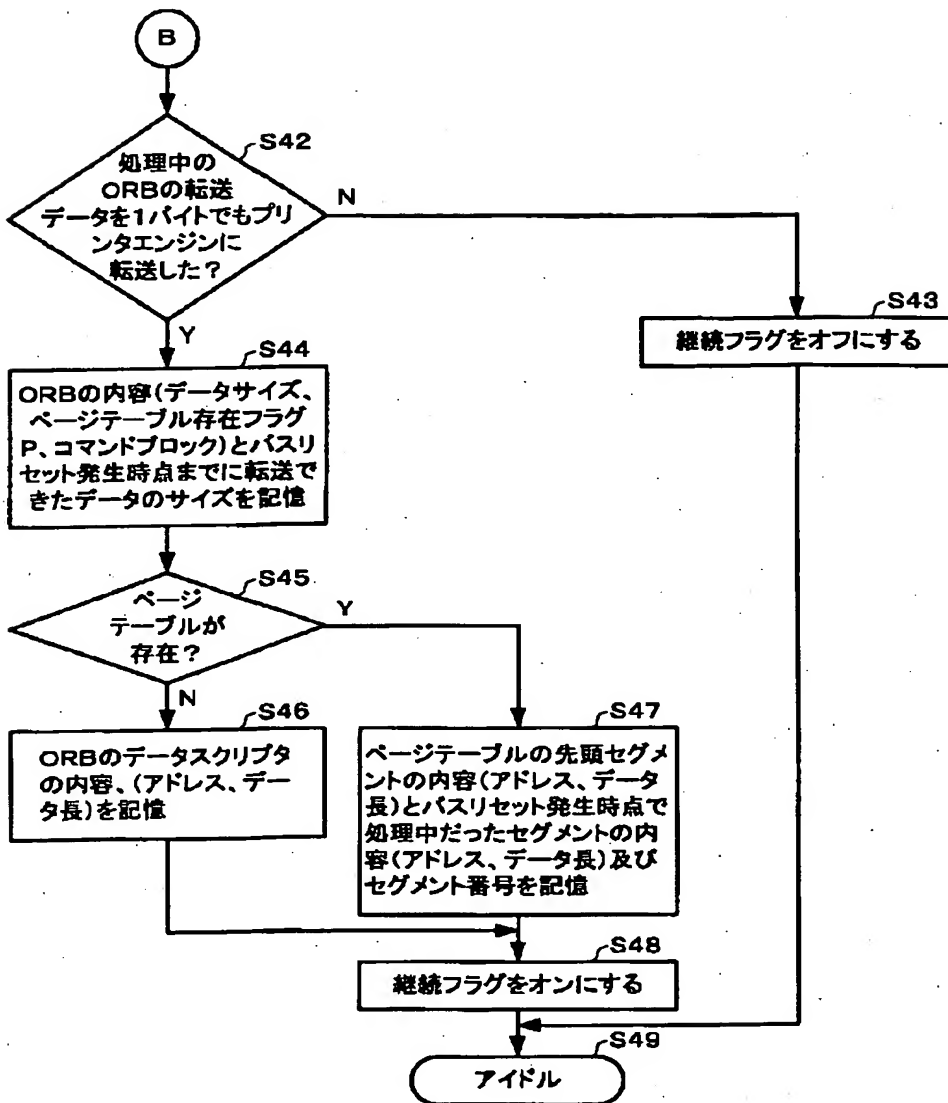 B
S42
処理中の
ORBの転送
データを1バイトでもプリ
ンタエンジンに
転送した？
N
Y
S43
継続フラグをオフにする
S44
ORBの内容(データサイズ、
ページテーブル存在フラグ
P、コマンドブロック)とバスリ
セット発生時点までに転送で
きたデータのサイズを記憶
S45
ページ
テーブルが
存在？
Y
N
S46
ORBのデータスクリプタ
の内容、(アドレス、デー
タ長)を記憶
S47
ページテーブルの先頭セグメ
ントの内容(アドレス、データ
長)とバスリセット発生時点で
処理中だったセグメントの内
容(アドレス、データ長)及び
セグメント番号を記憶
S48
継続フラグをオンにする
S49
アイドル